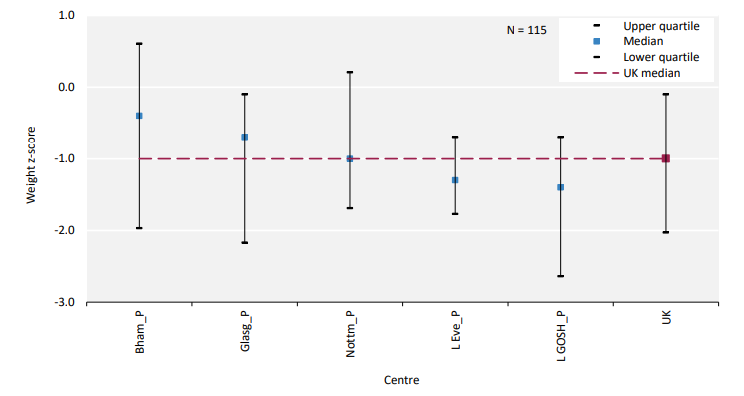 1.0
0.0
-1.0
-2.0
-3.0
Weight z-score
N = 115
Upper quartile
Median
Lower quartile
UK median
Bham_P
Glasg_P
Nottm_P
L Eve_P
L GOSH_P
UK
Centre